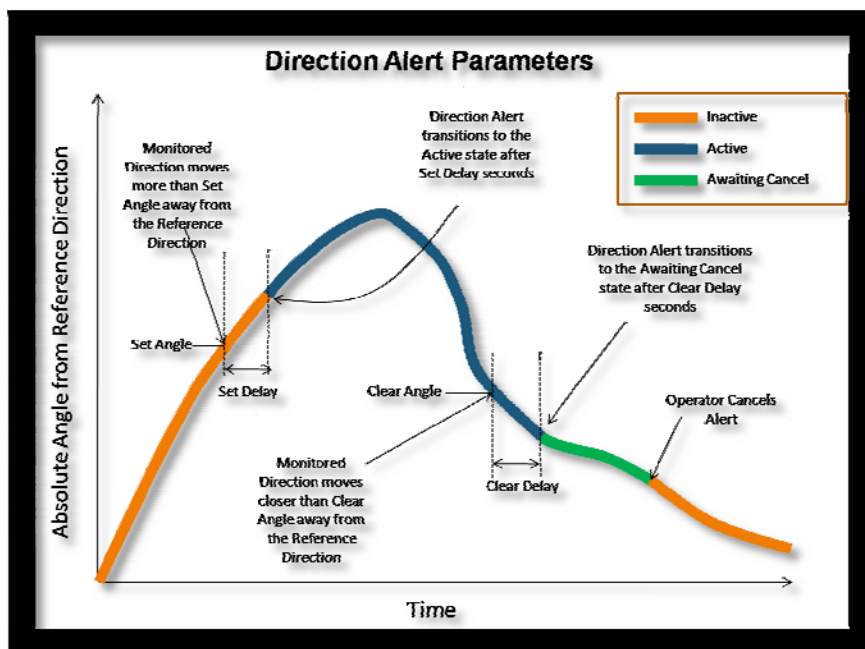 Direction Alert Parameters
Inactive
Active
Awaiting Cancel
Direction Alert
transitions to the
Active state after
Set Delay seconds
Monitored
Direction moves
more than Set
Angle away from
the Reference
Direction
Direction Alert transitions
to the Awaiting Cancel
state after Clear Delay
seconds
Set Angle
Set Delay
Clear Angle
Operator Cancels
Alert
Monitored
Direction moves
closer than Clear
Angle away from
the Reference
Direction
Clear Delay
Absolute Angle from Reference Direction
Time